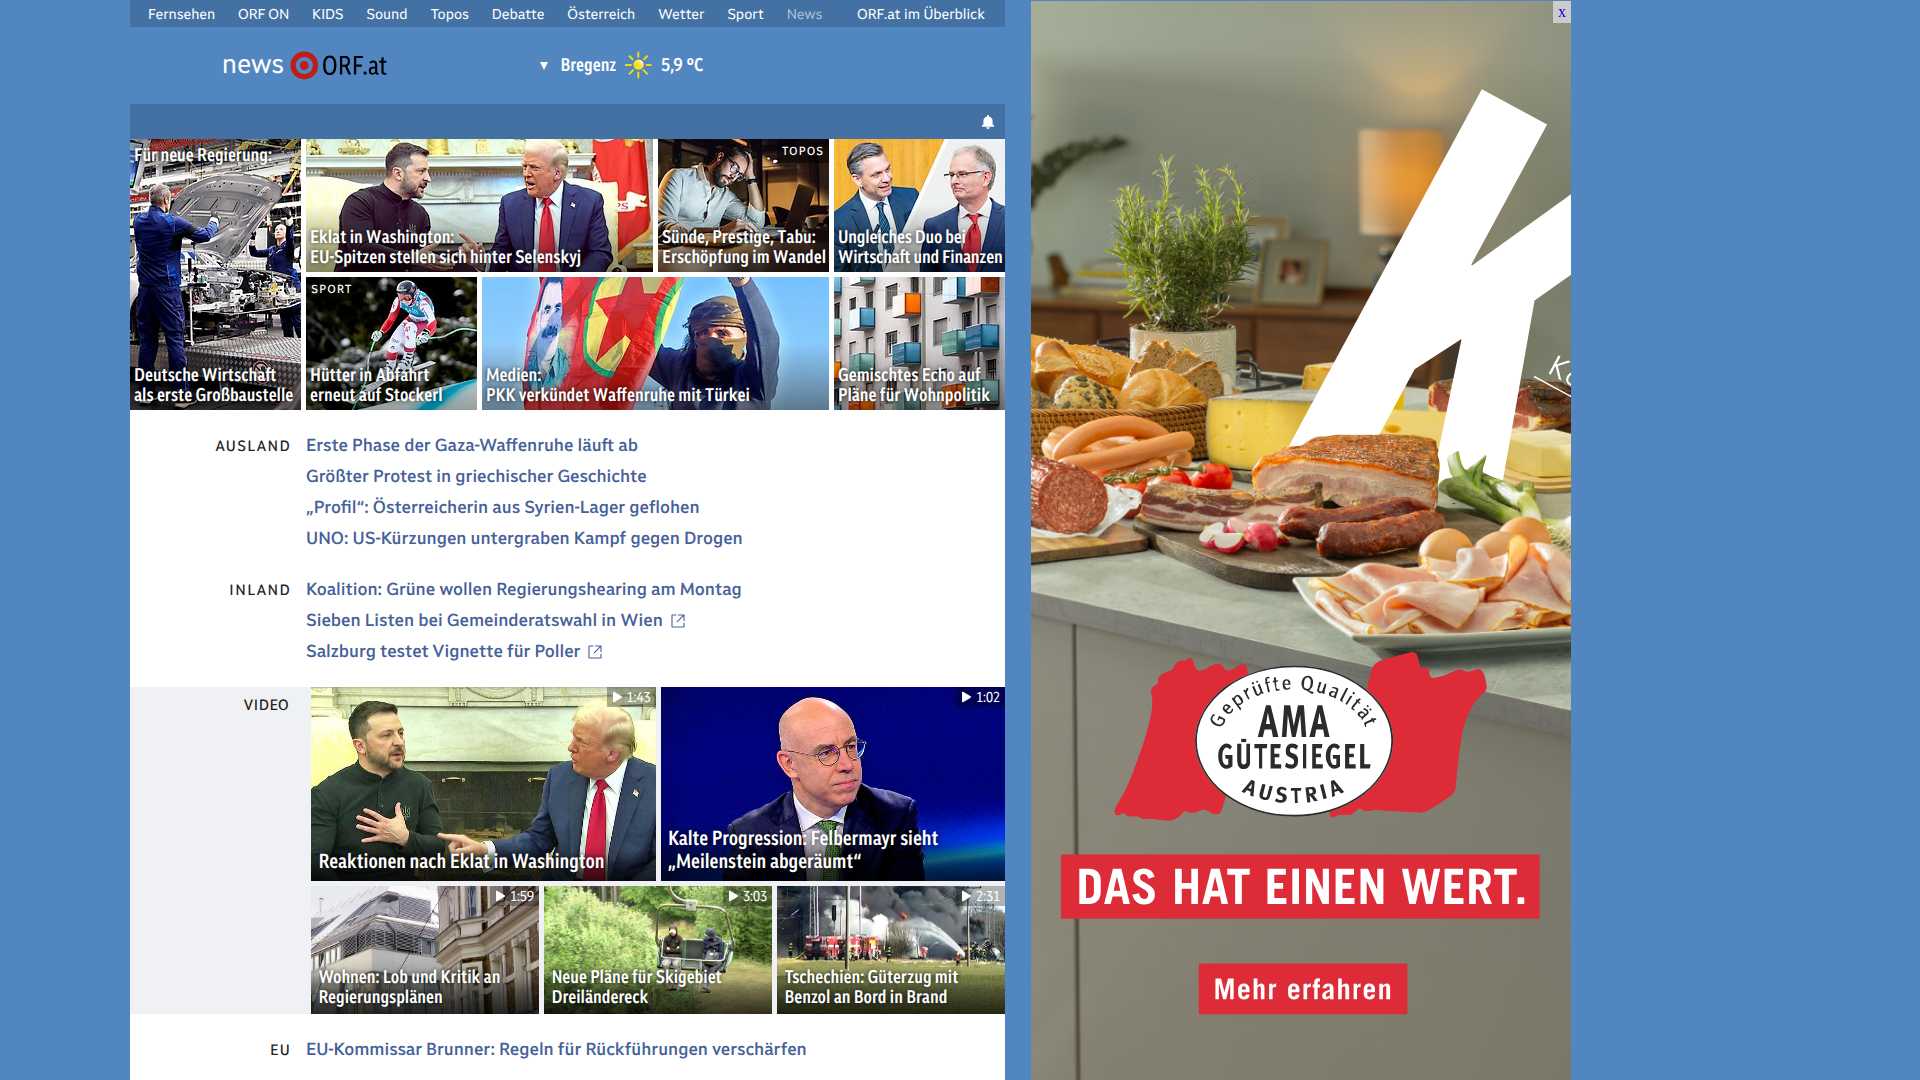 Fernsehen ORF ON KIDS Sound Topos Debatte Österreich Wetter Sport News ORF.at im Überblick
x
news ORF.at
▼ Bregenz 5,9 °C
Für neue Regierung:
Deutsche Wirtschaft
als erste Großbaustelle
Eklat in Washington:
EU-Spitzen stellen sich hinter Selenskyj
TOPOS
Sünde, Prestige, Tabu:
Erschöpfung im Wandel
Ungleiches Duo bei
Wirtschaft und Finanzen
SPORT
Hütter in Abfahrt
erneut auf Stockerl
Medien:
PKK verkündet Waffenruhe mit Türkei
Gemischtes Echo auf
Pläne für Wohnpolitik
AUSLAND
Erste Phase der Gaza-Waffenruhe läuft ab
Größter Protest in griechischer Geschichte
„Profil“: Österreicherin aus Syrien-Lager geflohen
UNO: US-Kürzungen untergraben Kampf gegen Drogen
INLAND
Koalition: Grüne wollen Regierungshearing am Montag
Sieben Listen bei Gemeinderatswahl in Wien
Salzburg testet Vignette für Poller
VIDEO
1:43
Reaktionen nach Eklat in Washington
1:02
Kalte Progression: Felbermayr sieht
„Meilenstein abgeräumt“
1:59
Wohnen: Lob und Kritik an
Regierungsplänen
3:03
Neue Pläne für Skigebiet
Dreiländereck
2:31
Tschechien: Güterzug mit
Benzol an Bord in Brand
EU
EU-Kommissar Brunner: Regeln für Rückführungen verschärfen
K
Geprüfte Qualität
AMA
GÜTESIEGEL
AUSTRIA
DAS HAT EINEN WERT.
Mehr erfahren